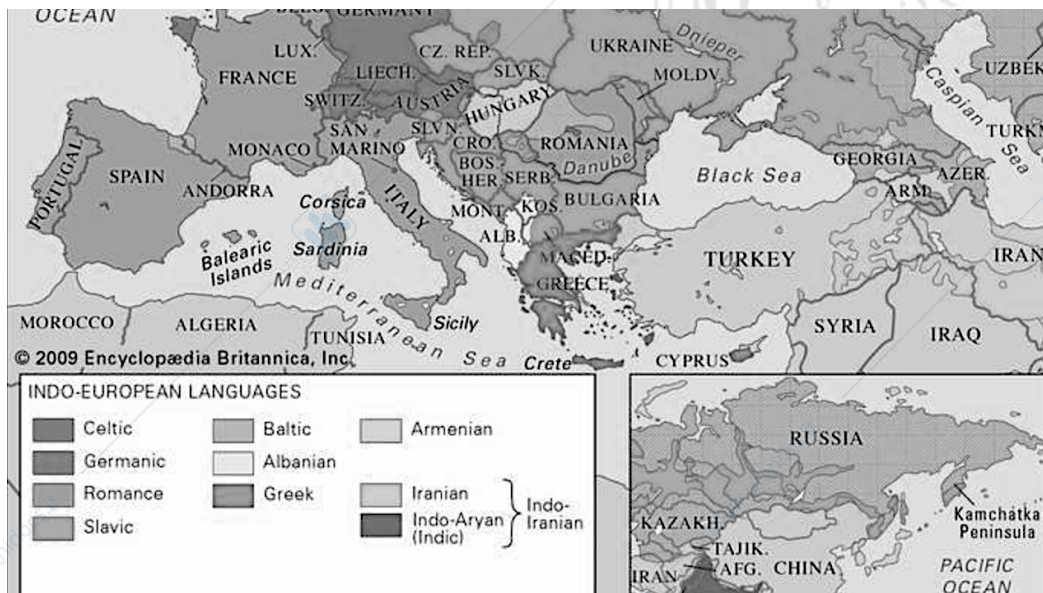 OCEAN
GERMANY
LUX.
CZ. REP.
UKRAINE
Dnieper
FRANCE
LIECH.
SLVK.
MOLDV.
UZBEK
SWITZ.
AUSTRIA
HUNGARY
Caspian Sea
SAN MARINO
SLVN.
CRO.
ROMANIA
TURKM
MONACO
BOS. HER.
SERB.
Danube
GEORGIA
AZER.
PORTUGAL
SPAIN
ANDORRA
Corsica
ITALY
MONT.
KOS.
BULGARIA
Black Sea
ARM.
Balearic Islands
Sardinia
ALB.
MACED.
GREECE
TURKEY
IRAN
Mediterranean Sea
MOROCCO
ALGERIA
TUNISIA
Sicily
SYRIA
IRAQ
© 2009 Encyclopædia Britannica, Inc.
Crete
CYPRUS
INDO-EUROPEAN LANGUAGES
Celtic
Baltic
Armenian
Germanic
Albanian
Romance
Greek
Iranian
Slavic
Indo-Aryan
(Indic)
Indo-
Iranian
RUSSIA
KAZAKH.
Kamchatka
Peninsula
TAJIK.
AFG.
CHINA
IRAN
PACIFIC
OCEAN